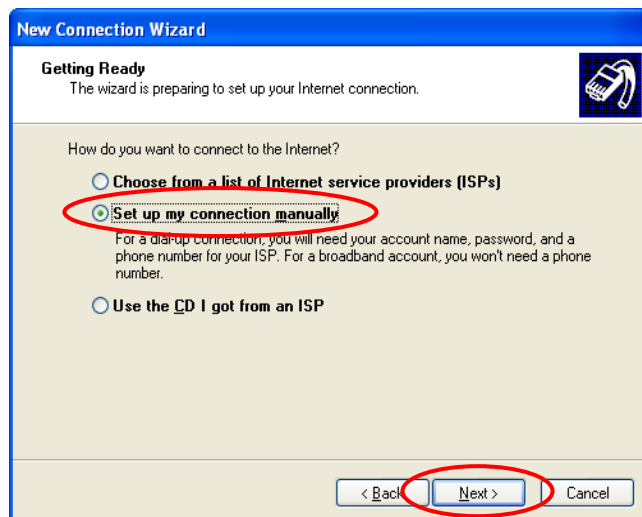 New Connection Wizard
Getting Ready
The wizard is preparing to set up your Internet connection.
How do you want to connect to the Internet?
Choose from a list of Internet service providers (ISPs)
Set up my connection manually
For a dial-up connection, you will need your account name, password, and a
phone number for your ISP. For a broadband account, you won't need a phone
number.
Use the CD I got from an ISP
< Back Next > Cancel